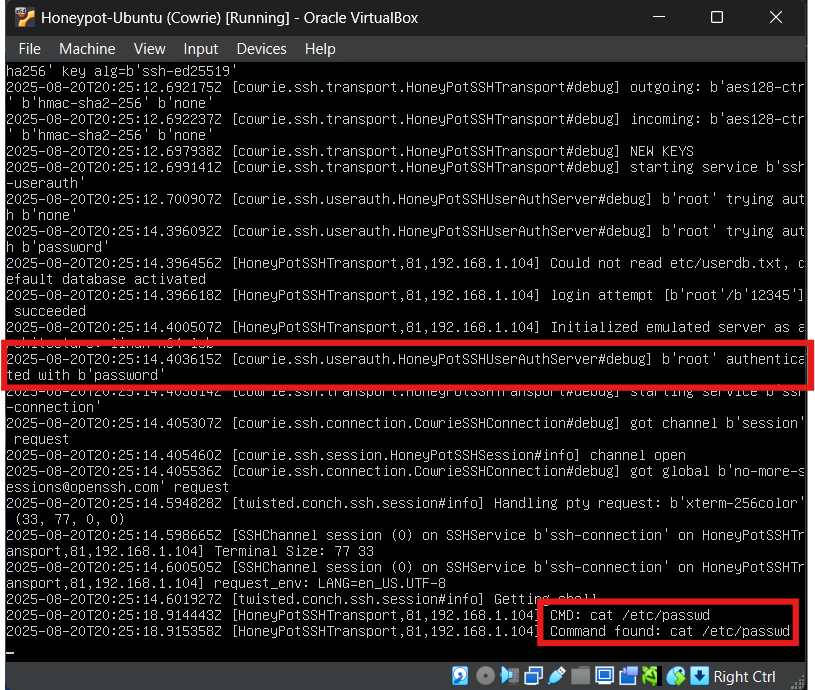 Honeypot-Ubuntu (Cowrie) [Running] - Oracle VirtualBox
File Machine View Input Devices Help
ha256' key alg=b'ssh-ed25519'
2025-08-20T20:25:12.692175Z [cowrie.ssh.transport.HoneyPotSSHTransport#debug] outgoing: b'aes128-ctr
' b'hmac-sha2-256' b'none'
2025-08-20T20:25:12.692237Z [cowrie.ssh.transport.HoneyPotSSHTransport#debug] incoming: b'aes128-ctr
' b'hmac-sha2-256' b'none'
2025-08-20T20:25:12.697938Z [cowrie.ssh.transport.HoneyPotSSHTransport#debug] NEW KEYS
2025-08-20T20:25:12.699141Z [cowrie.ssh.transport.HoneyPotSSHTransport#debug] starting service b'ssh
-userauth'
2025-08-20T20:25:12.700907Z [cowrie.ssh.userauth.HoneyPotSSHUserAuthServer#debug] b'root' trying aut
h b'none'
2025-08-20T20:25:14.396092Z [cowrie.ssh.userauth.HoneyPotSSHUserAuthServer#debug] b'root' trying aut
h b'password'
2025-08-20T20:25:14.396456Z [HoneyPotSSHTransport,81,192.168.1.104] Could not read etc/userdb.txt, d
efault database activated
2025-08-20T20:25:14.396618Z [HoneyPotSSHTransport,81,192.168.1.104] login attempt [b'root'/b'12345']
succeeded
2025-08-20T20:25:14.400507Z [HoneyPotSSHTransport,81,192.168.1.104] Initialized emulated server as a
2025-08-20T20:25:14.403615Z [cowrie.ssh.userauth.HoneyPotSSHUserAuthServer#debug] b'root' authentica
ted with b'password'
2025-08-20T20:25:14.403814Z [cowrie.ssh.transport.HoneyPotSSHTransport#debug] starting service b'ssh
-connection'
2025-08-20T20:25:14.405307Z [cowrie.ssh.connection.CowrieSSHConnection#debug] got channel b'session'
request
2025-08-20T20:25:14.405460Z [cowrie.ssh.session.HoneyPotSSHSession#info] channel open
2025-08-20T20:25:14.405536Z [cowrie.ssh.connection.CowrieSSHConnection#debug] got global b'no-more-s
essions@openssh.com' request
2025-08-20T20:25:14.594828Z [twisted.conch.ssh.session#info] Handling pty request: b'xterm-256color'
(33, 77, 0, 0)
2025-08-20T20:25:14.598665Z [SSHChannel session (0) on SSHService b'ssh-connection' on HoneyPotSSHTr
ansport,81,192.168.1.104] Terminal Size: 77 33
2025-08-20T20:25:14.600505Z [SSHChannel session (0) on SSHService b'ssh-connection' on HoneyPotSSHTr
ansport,81,192.168.1.104] request_env: LANG=en_US.UTF-8
2025-08-20T20:25:14.601927Z [twisted.conch.ssh.session#info] Getting shell
2025-08-20T20:25:18.914443Z [HoneyPotSSHTransport,81,192.168.1.104] CMD: cat /etc/passwd
2025-08-20T20:25:18.915358Z [HoneyPotSSHTransport,81,192.168.1.104] Command found: cat /etc/passwd
Right Ctrl